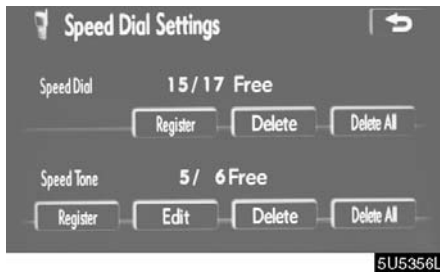 Speed Dial Settings
Speed Dial 15/17 Free
Register Delete Delete All
Speed Tone 5/ 6 Free
Register Edit Delete Delete All
5U5356L